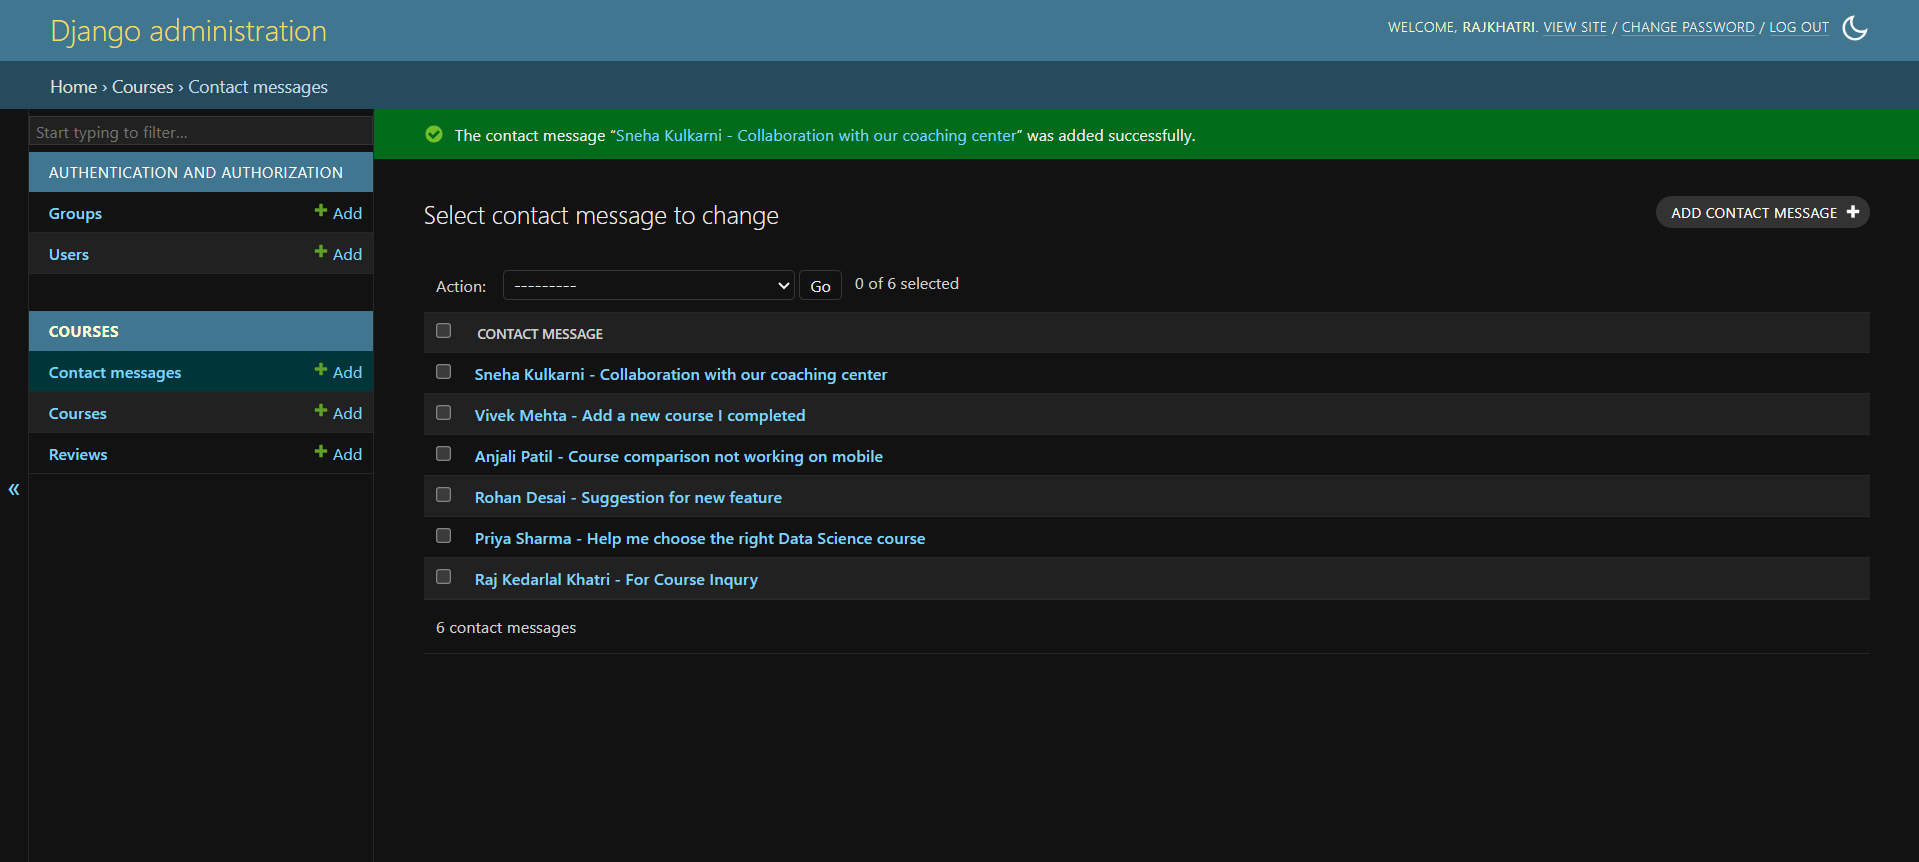 Django administration
WELCOME, RAJKHATRI. VIEW SITE / CHANGE PASSWORD / LOG OUT
Home › Courses › Contact messages
Start typing to filter...
AUTHENTICATION AND AUTHORIZATION
Groups + Add
Users + Add
COURSES
Contact messages + Add
Courses + Add
Reviews + Add
«
The contact message “Sneha Kulkarni - Collaboration with our coaching center” was added successfully.
Select contact message to change
ADD CONTACT MESSAGE +
Action: --------- Go 0 of 6 selected
CONTACT MESSAGE
Sneha Kulkarni - Collaboration with our coaching center
Vivek Mehta - Add a new course I completed
Anjali Patil - Course comparison not working on mobile
Rohan Desai - Suggestion for new feature
Priya Sharma - Help me choose the right Data Science course
Raj Kedarlal Khatri - For Course Inqury
6 contact messages